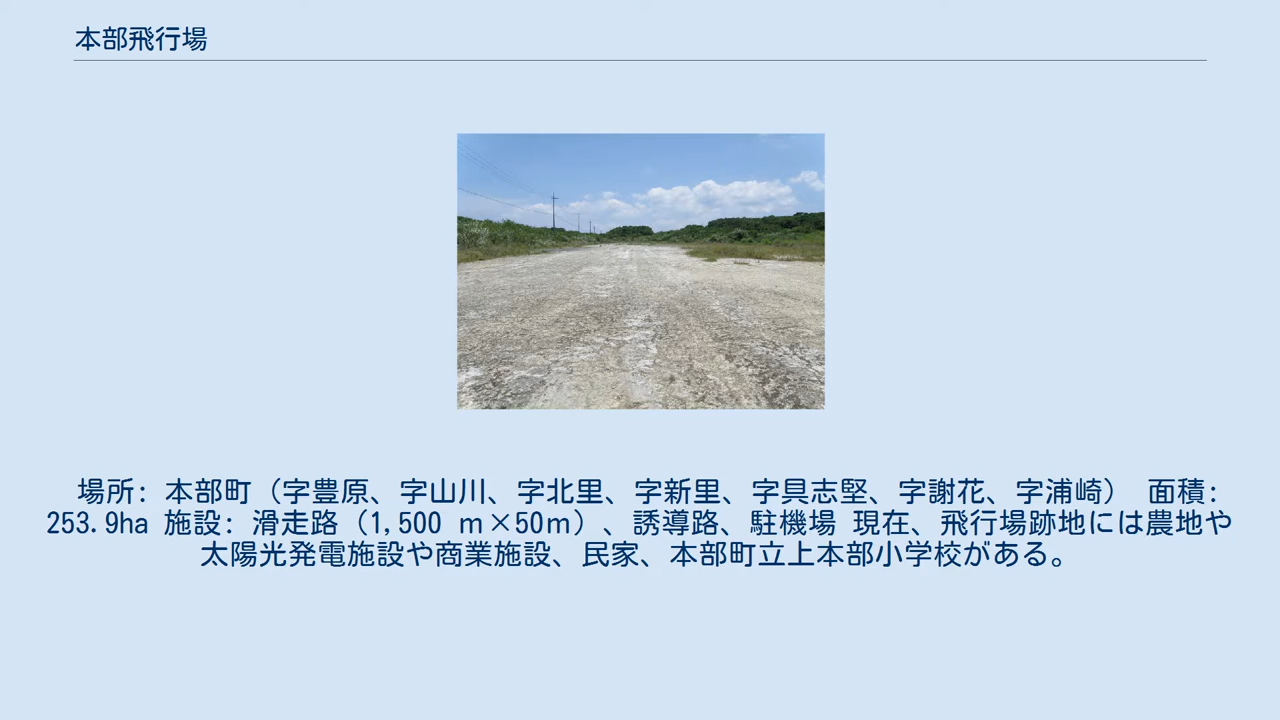 本部飛行場
場所: 本部町（字豊原、字山川、字北里、字新里、字具志堅、字謝花、字浦崎） 面積:
253.9ha 施設: 滑走路（1,500 m×50m）、誘導路、駐機場 現在、飛行場跡地には農地や
太陽光発電施設や商業施設、民家、本部町立上本部小学校がある。